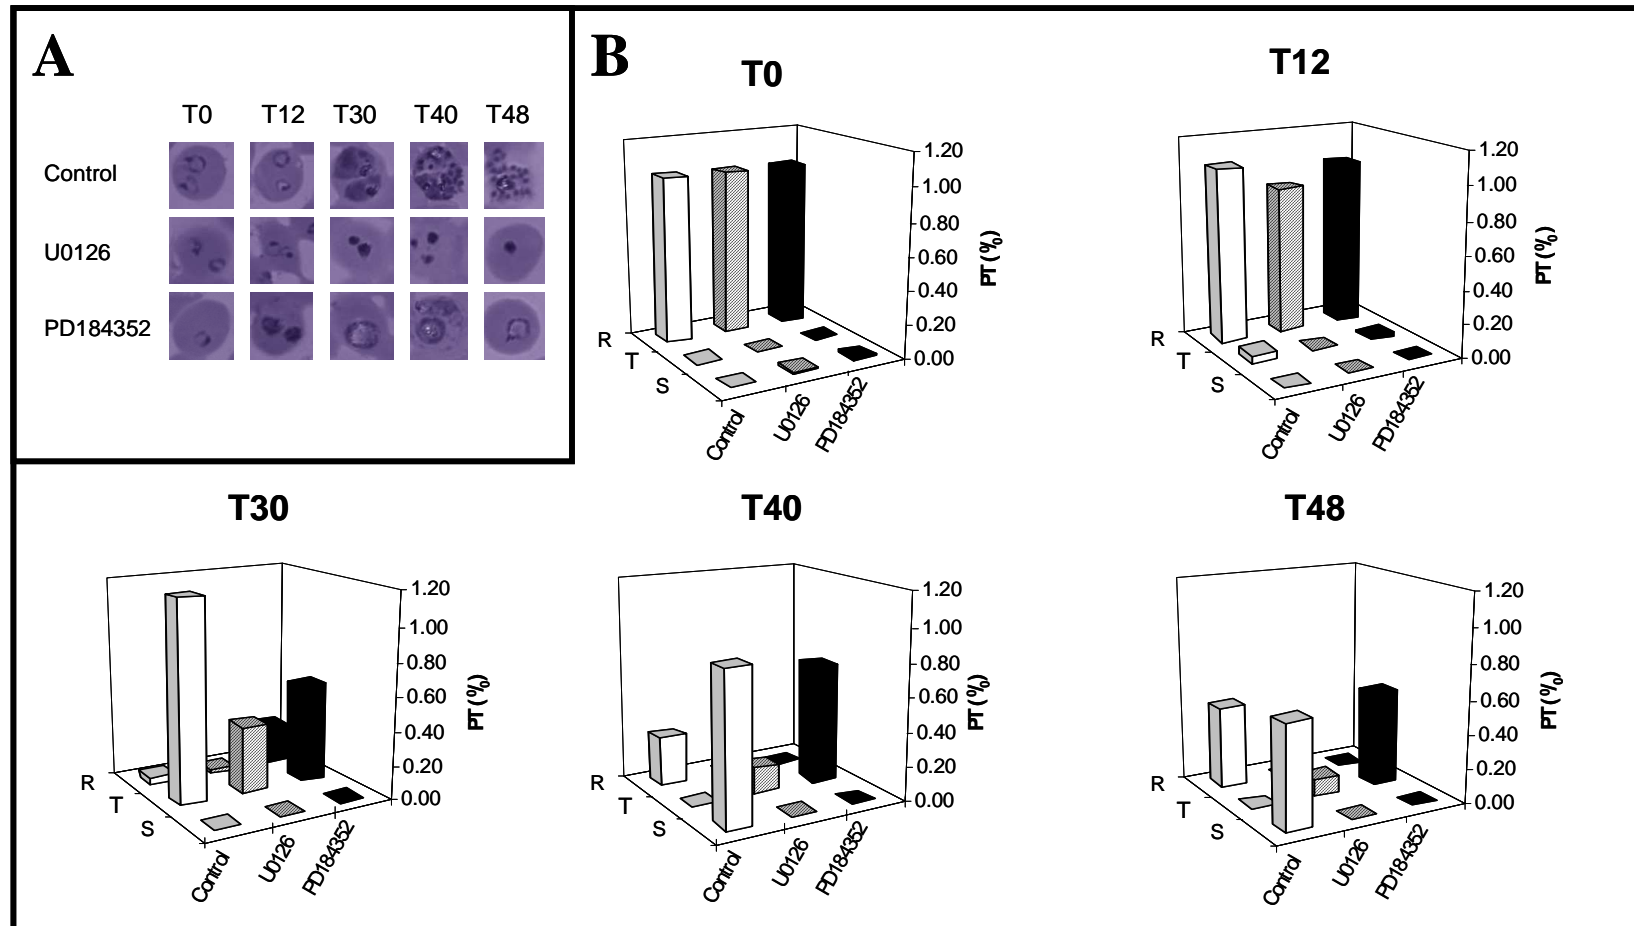 A
T0 T12 T30 T40 T48
Control
U0126
PD184352
B
T0
1.20
1.00
0.80
0.60
0.40
0.20
0.00
PT (%)
R
T
S
Control
U0126
PD184352
T12
1.20
1.00
0.80
0.60
0.40
0.20
0.00
PT (%)
R
T
S
Control
U0126
PD184352
T30
1.20
1.00
0.80
0.60
0.40
0.20
0.00
PT (%)
R
T
S
Control
U0126
PD184352
T40
1.20
1.00
0.80
0.60
0.40
0.20
0.00
PT (%)
R
T
S
Control
U0126
PD184352
T48
1.20
1.00
0.80
0.60
0.40
0.20
0.00
PT (%)
R
T
S
Control
U0126
PD184352